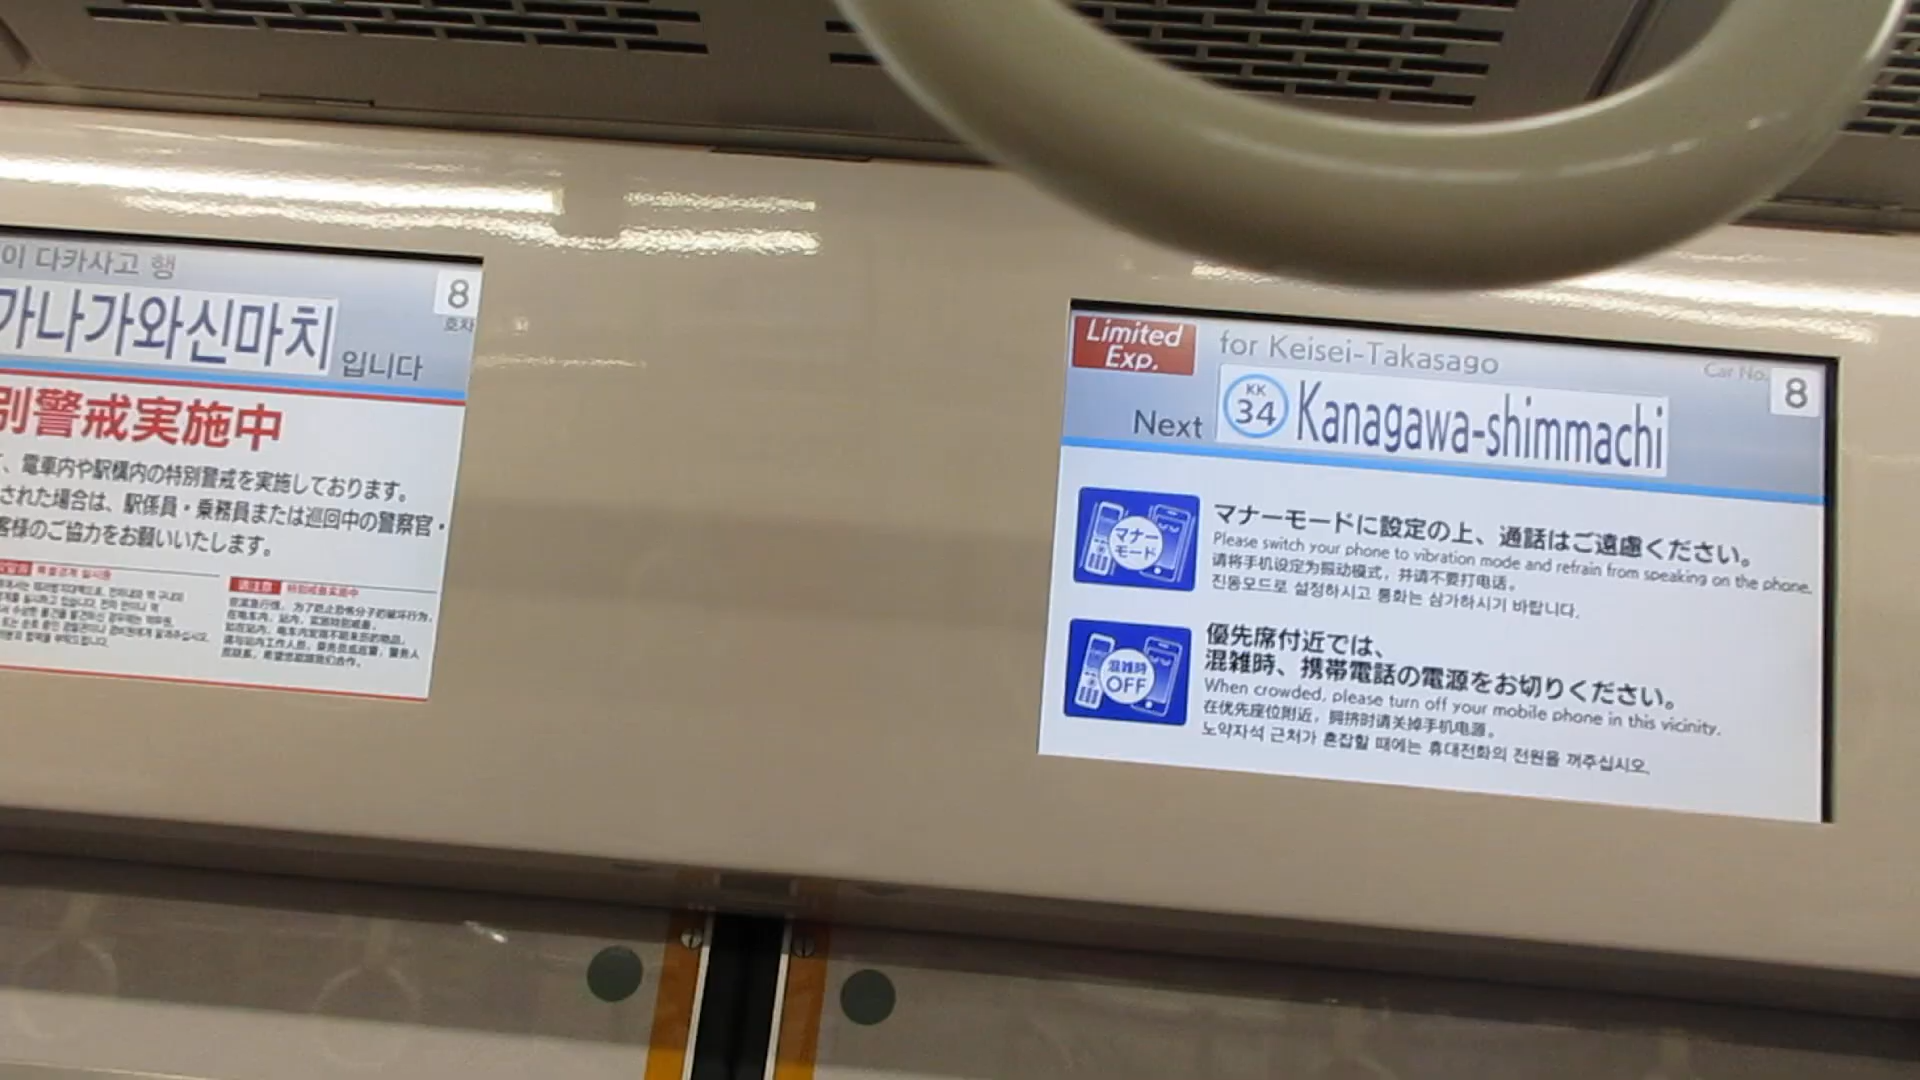 이 다카사고 행
8
호차
가나가와신마치 입니다
別警戒実施中
、電車内や駅構内の特別警戒を実施しております。
された場合は、駅係員・乗務員または巡回中の警察官・
客様のご協力をお願いいたします。
Limited Exp.
for Keisei-Takasago
Car No. 8
Next KK 34 Kanagawa-shimmachi
マナーモード
マナーモードに設定の上、通話はご遠慮ください。
Please switch your phone to vibration mode and refrain from speaking on the phone.
请将手机设定为振动模式，并请不要打电话。
진동모드로 설정하시고 통화는 삼가하시기 바랍니다.
混雑時 OFF
優先席付近では、
混雑時、携帯電話の電源をお切りください。
When crowded, please turn off your mobile phone in this vicinity.
在优先座位附近，拥挤时请关掉手机电源。
노약자석 근처가 혼잡할 때에는 휴대전화의 전원을 꺼주십시오.